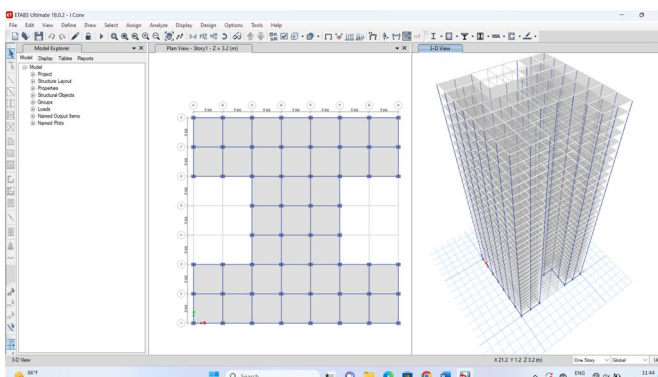 ETABS Ultimate 18.0.2 - I Conv
File Edit View Define Draw Select Assign Analyze Display Design Options Tools Help
Model Explorer
Model Display Tables Reports
Model
Project
Structure Layout
Properties
Structural Objects
Groups
Loads
Named Output Items
Named Plots
Plan View - Story1 - Z = 3.2 (m)
3-D View
3-D View
X 21.2 Y 1.2 Z 3.2 (m)
One Story
Global
86°F
Search
ENG
11:44